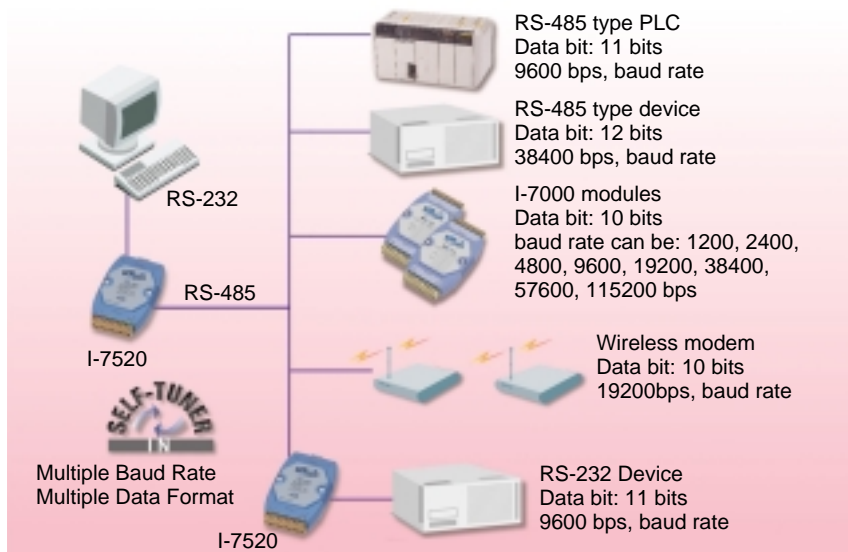 RS-485 type PLC
Data bit: 11 bits
9600 bps, baud rate
RS-485 type device
Data bit: 12 bits
38400 bps, baud rate
RS-232
I-7000 modules
Data bit: 10 bits
baud rate can be: 1200, 2400,
4800, 9600, 19200, 38400,
57600, 115200 bps
RS-485
I-7520
Wireless modem
Data bit: 10 bits
19200bps, baud rate
SELF-TUNER
IN
Multiple Baud Rate
Multiple Data Format
I-7520
RS-232 Device
Data bit: 11 bits
9600 bps, baud rate